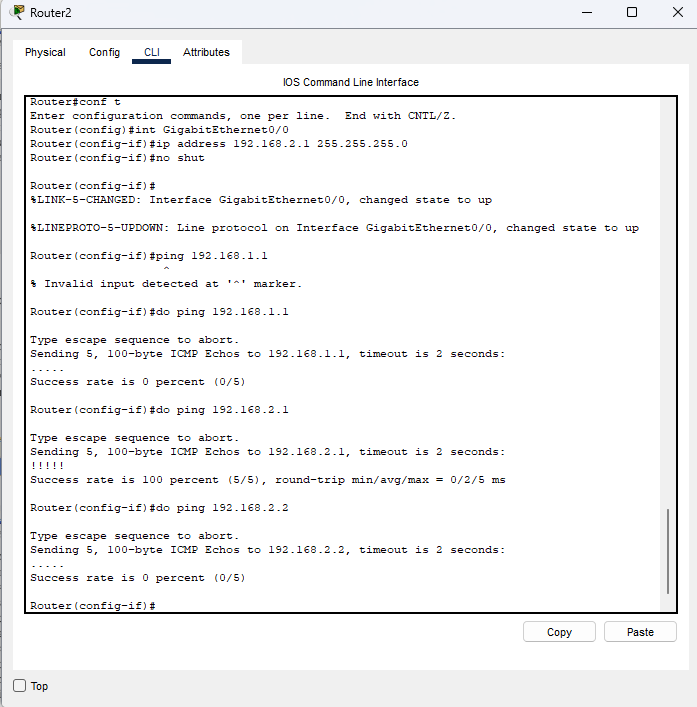 Router2
Physical Config CLI Attributes
IOS Command Line Interface
Router#conf t
Enter configuration commands, one per line.  End with CNTL/Z.
Router(config)#int GigabitEthernet0/0
Router(config-if)#ip address 192.168.2.1 255.255.255.0
Router(config-if)#no shut
Router(config-if)#
%LINK-5-CHANGED: Interface GigabitEthernet0/0, changed state to up
%LINEPROTO-5-UPDOWN: Line protocol on Interface GigabitEthernet0/0, changed state to up
Router(config-if)#ping 192.168.1.1
^
% Invalid input detected at '^' marker.
Router(config-if)#do ping 192.168.1.1
Type escape sequence to abort.
Sending 5, 100-byte ICMP Echos to 192.168.1.1, timeout is 2 seconds:
.....
Success rate is 0 percent (0/5)
Router(config-if)#do ping 192.168.2.1
Type escape sequence to abort.
Sending 5, 100-byte ICMP Echos to 192.168.2.1, timeout is 2 seconds:
!!!!!
Success rate is 100 percent (5/5), round-trip min/avg/max = 0/2/5 ms
Router(config-if)#do ping 192.168.2.2
Type escape sequence to abort.
Sending 5, 100-byte ICMP Echos to 192.168.2.2, timeout is 2 seconds:
.....
Success rate is 0 percent (0/5)
Router(config-if)#
Copy Paste
Top